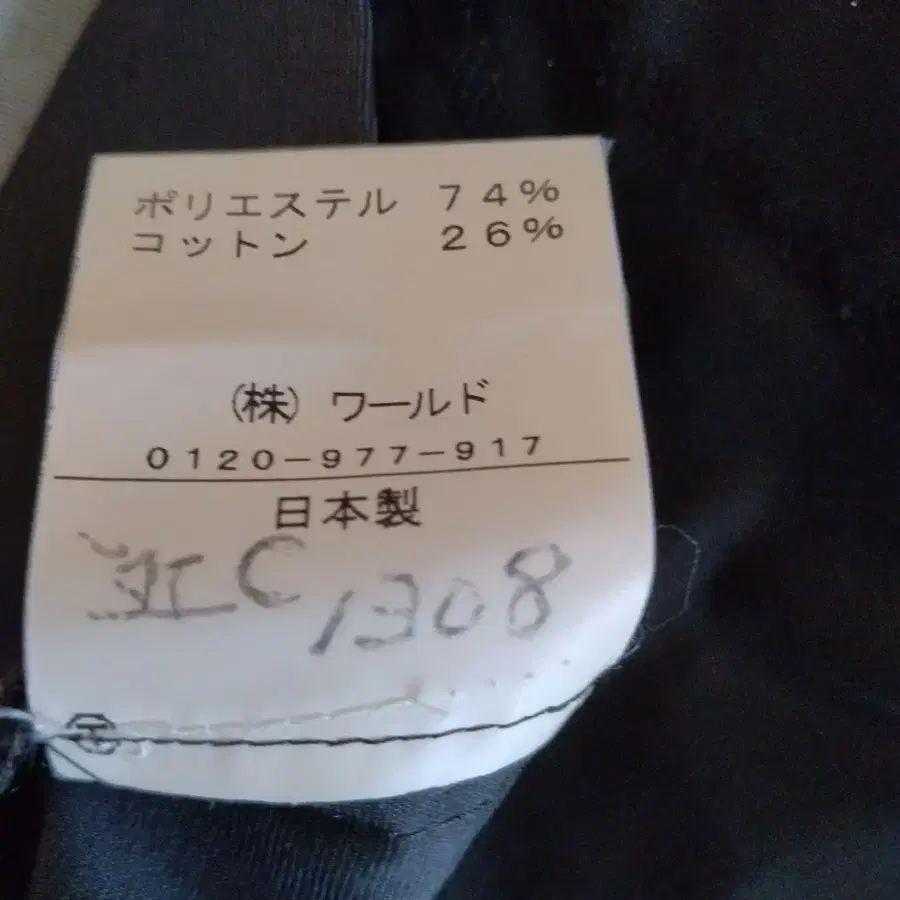 ポリエステル 74%
コットン 26%
(株) ワールド
0120-977-917
日本製
C 1308